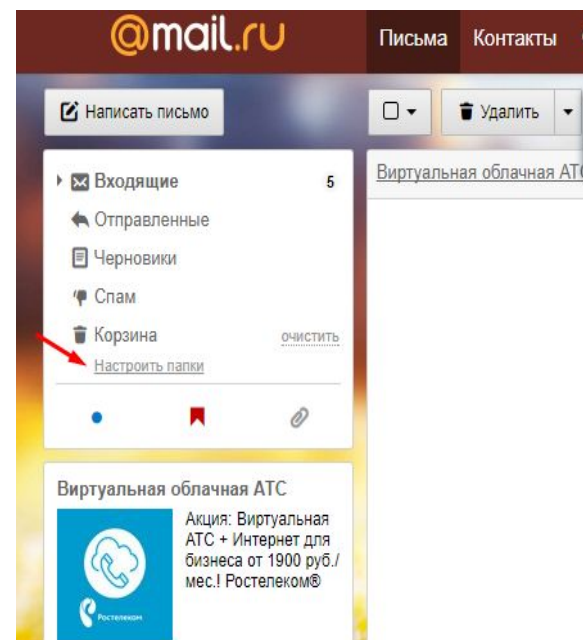 @mail.ru
Письма Контакты
Написать письмо
Удалить
Входящие 5
Отправленные
Черновики
Спам
Корзина очистить
Настроить папки
Виртуальная облачная АТС
Виртуальная облачная АТС
Акция: Виртуальная
АТС + Интернет для
бизнеса от 1900 руб./
мес.! Ростелеком®
Ростелеком